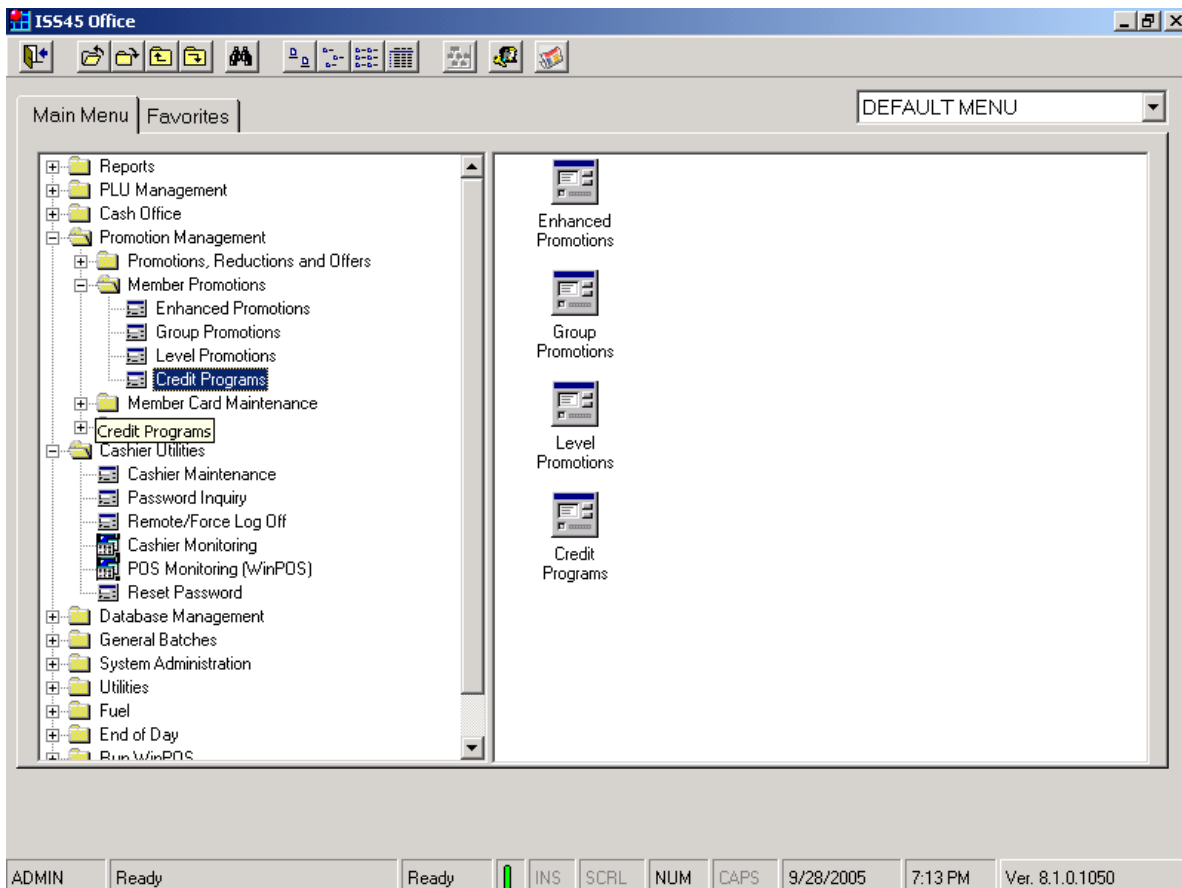 ISS45 Office
DEFAULT MENU
Main Menu
Favorites
Reports
PLU Management
Cash Office
Promotion Management
Promotions, Reductions and Offers
Member Promotions
Enhanced Promotions
Group Promotions
Level Promotions
Credit Programs
Member Card Maintenance
Credit Programs
Cashier Utilities
Cashier Maintenance
Password Inquiry
Remote/Force Log Off
Cashier Monitoring
POS Monitoring (WinPOS)
Reset Password
Database Management
General Batches
System Administration
Utilities
Fuel
End of Day
Run WinPOS
Enhanced
Promotions
Group
Promotions
Level
Promotions
Credit
Programs
ADMIN
Ready
Ready
INS
SCRL
NUM
CAPS
9/28/2005
7:13 PM
Ver. 8.1.0.1050